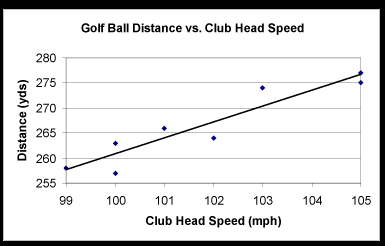 Golf Ball Distance vs. Club Head Speed
Distance (yds)
280
275
270
265
260
255
99 100 101 102 103 104 105
Club Head Speed (mph)